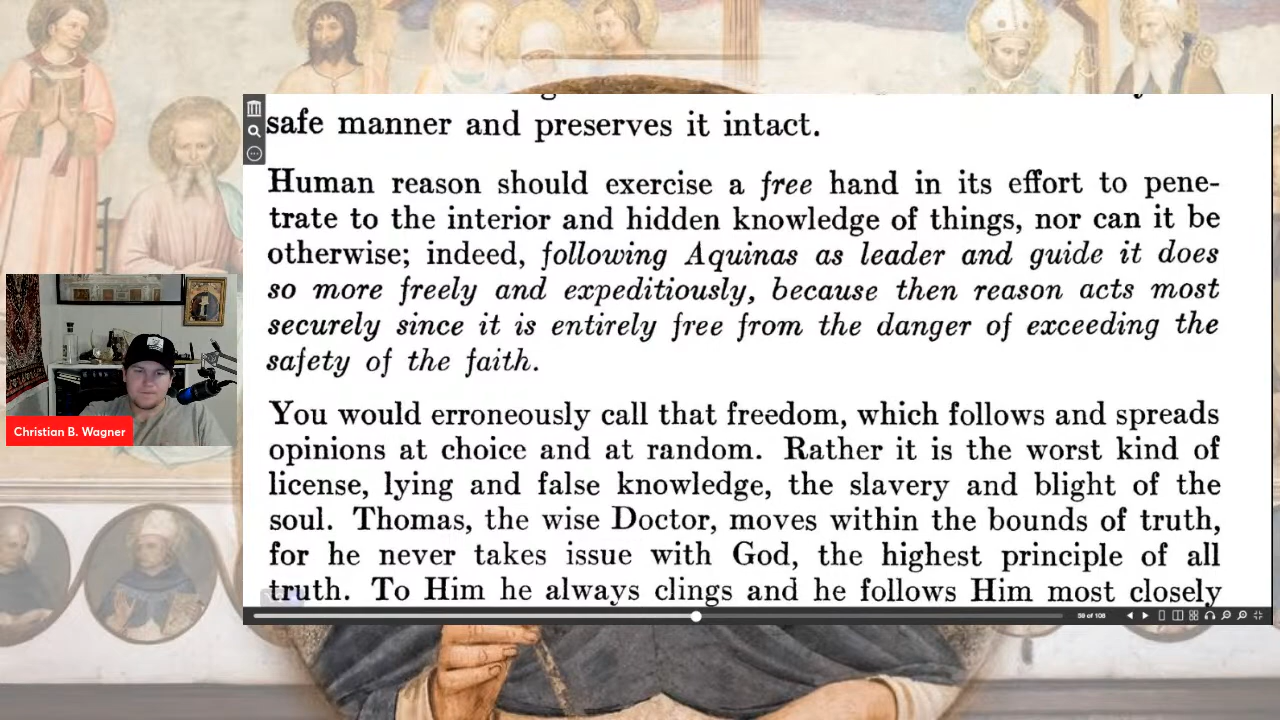 safe manner and preserves it intact.
Human reason should exercise a free hand in its effort to pene-
trate to the interior and hidden knowledge of things, nor can it be
otherwise; indeed, following Aquinas as leader and guide it does
so more freely and expeditiously, because then reason acts most
securely since it is entirely free from the danger of exceeding the
safety of the faith.
You would erroneously call that freedom, which follows and spreads
opinions at choice and at random. Rather it is the worst kind of
license, lying and false knowledge, the slavery and blight of the
soul. Thomas, the wise Doctor, moves within the bounds of truth,
for he never takes issue with God, the highest principle of all
truth. To Him he always clings and he follows Him most closely
Christian B. Wagner
59 of 108